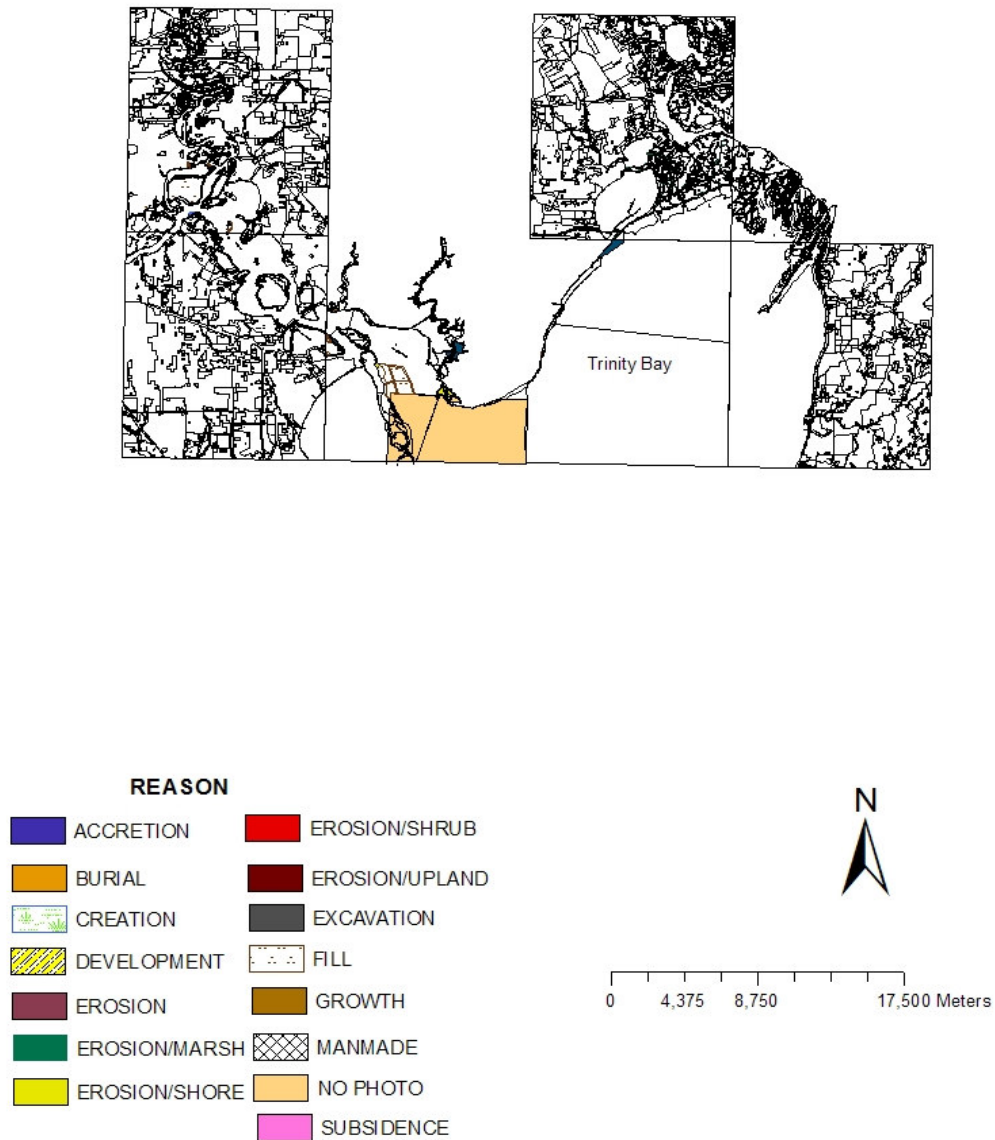 Trinity Bay
REASON
ACCRETION
BURIAL
CREATION
DEVELOPMENT
EROSION
EROSION/MARSH
EROSION/SHORE
EROSION/SHRUB
EROSION/UPLAND
EXCAVATION
FILL
GROWTH
MANMADE
NO PHOTO
SUBSIDENCE
N
0 4,375 8,750 17,500 Meters